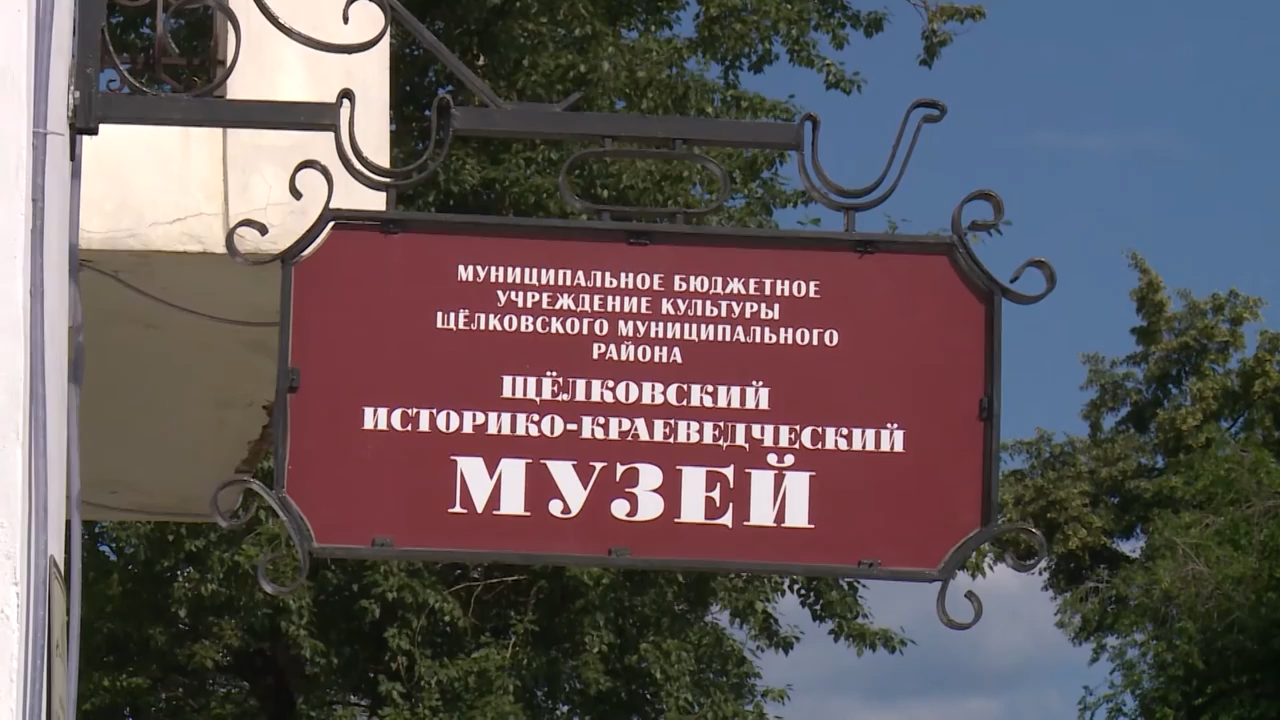 МУНИЦИПАЛЬНОЕ БЮДЖЕТНОЕ
УЧРЕЖДЕНИЕ КУЛЬТУРЫ
ЩЁЛКОВСКОГО МУНИЦИПАЛЬНОГО
РАЙОНА
ЩЁЛКОВСКИЙ
ИСТОРИКО-КРАЕВЕДЧЕСКИЙ
МУЗЕЙ